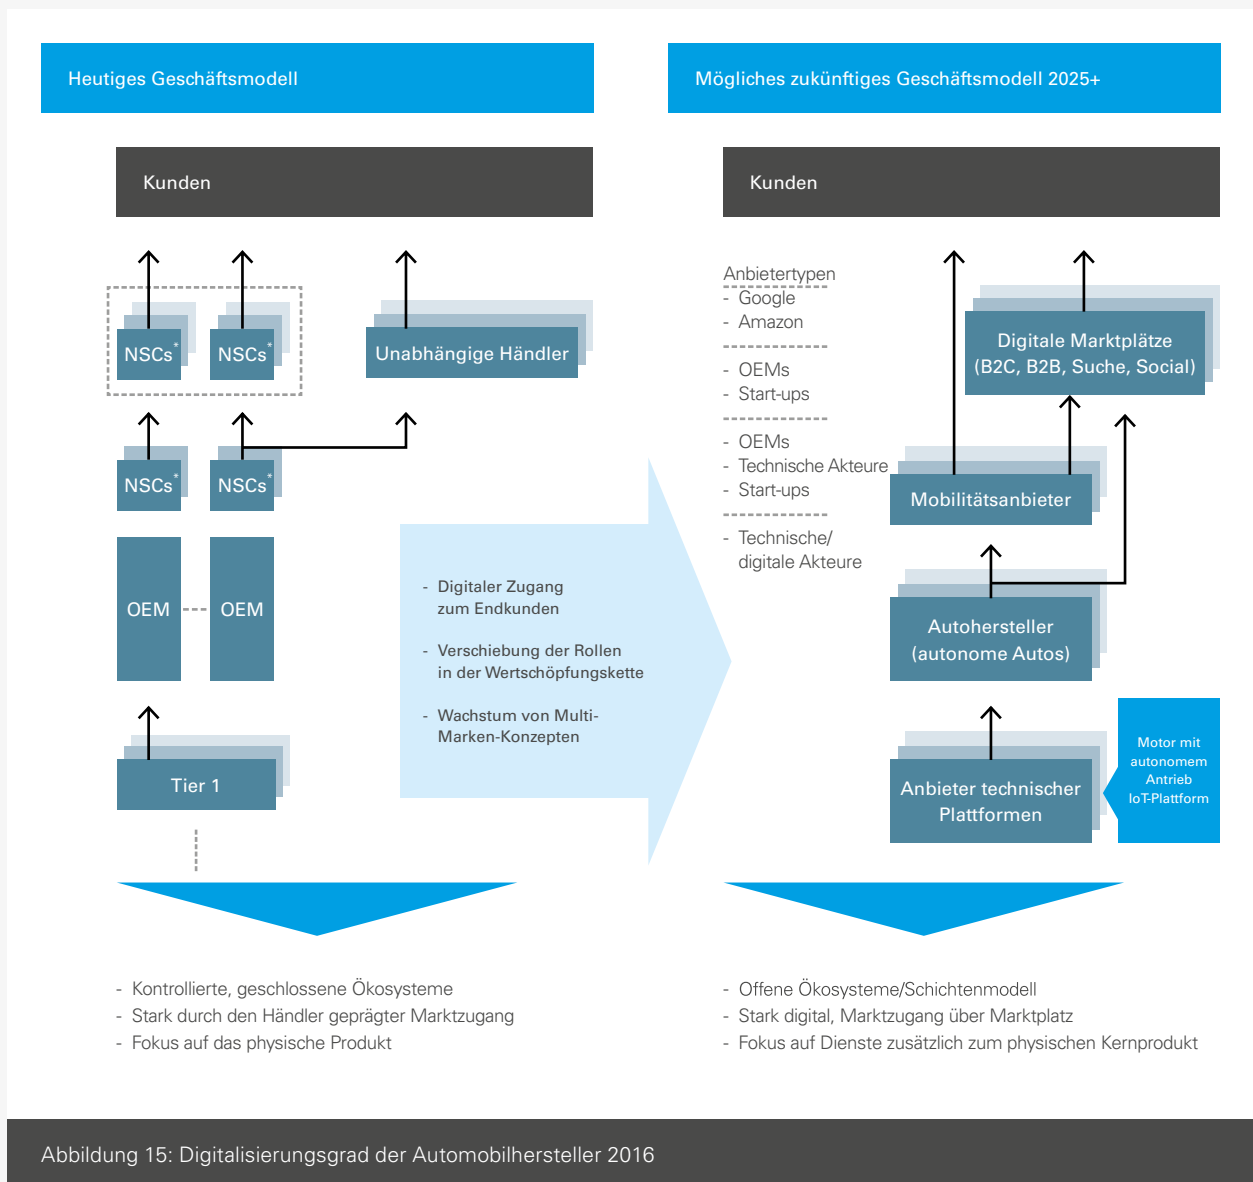 Heutiges Geschäftsmodell
Kunden
NSCs*
NSCs*
Unabhängige Händler
NSCs*
NSCs*
OEM
OEM
Tier 1
- Digitaler Zugang
zum Endkunden
- Verschiebung der Rollen
in der Wertschöpfungskette
- Wachstum von Multi-
Marken-Konzepten
- Kontrollierte, geschlossene Ökosysteme
- Stark durch den Händler geprägter Marktzugang
- Fokus auf das physische Produkt
Mögliches zukünftiges Geschäftsmodell 2025+
Kunden
Anbietertypen
- Google
- Amazon
- OEMs
- Start-ups
- OEMs
- Technische Akteure
- Start-ups
- Technische/
digitale Akteure
Digitale Marktplätze
(B2C, B2B, Suche, Social)
Mobilitätsanbieter
Autohersteller
(autonome Autos)
Anbieter technischer
Plattformen
Motor mit
autonomem
Antrieb
IoT-Plattform
- Offene Ökosysteme/Schichtenmodell
- Stark digital, Marktzugang über Marktplatz
- Fokus auf Dienste zusätzlich zum physischen Kernprodukt
Abbildung 15: Digitalisierungsgrad der Automobilhersteller 2016